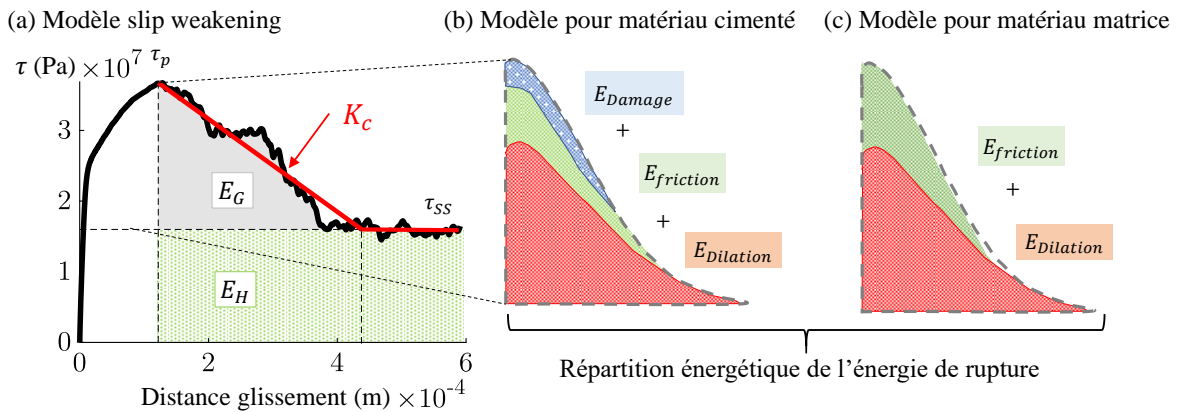 (a) Modèle slip weakening
(b) Modèle pour matériau cimenté
(c) Modèle pour matériau matrice
τ (Pa) ×10⁷ τ_p
3
2
1
0
K_c
E_G
τ_SS
E_H
0 2 4 6
Distance glissement (m) ×10⁻⁴
E_Damage
+
E_friction
+
E_Dilation
E_friction
+
E_Dilation
Répartition énergétique de l’énergie de rupture